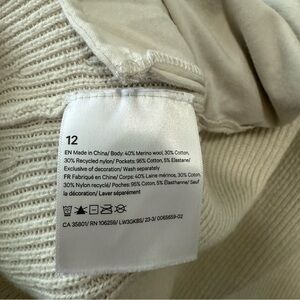 12
EN Made in China/ Body: 40% Merino wool, 30% Cotton,
30% Recycled nylon/ Pockets: 95% Cotton, 5% Elastane/
Exclusive of decoration/ Wash separately
FR Fabriqué en Chine/ Corps: 40% Laine mérinos, 30% Coton,
30% Nylon recyclé/ Poches: 95% Coton, 5% Élasthanne/ Sauf
la décoration/ Laver séparément
CA 35801/ RN 106259/ LW3GKBS/ 23-3/ 0065659-02